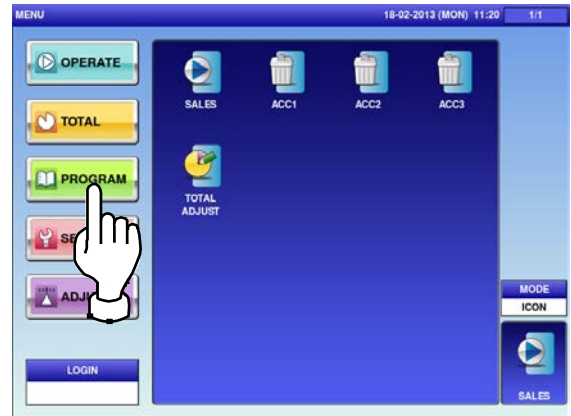 MENU
18-02-2013 (MON) 11:20
1/1
OPERATE
TOTAL
PROGRAM
SALES
ACC1
ACC2
ACC3
TOTAL
ADJUST
MODE
ICON
LOGIN
SALES